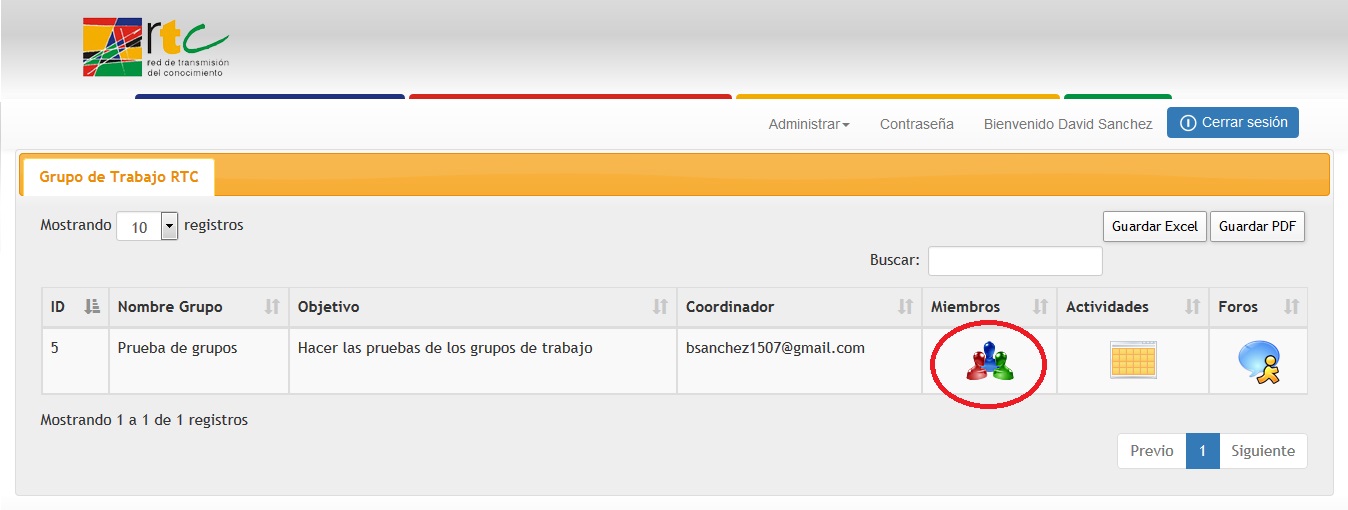 rtc
red de transmisión
del conocimiento
Administrar Contraseña Bienvenido David Sanchez Cerrar sesión
Grupo de Trabajo RTC
Mostrando 10 registros
Guardar Excel Guardar PDF
Buscar:
ID Nombre Grupo Objetivo Coordinador Miembros Actividades Foros
5 Prueba de grupos Hacer las pruebas de los grupos de trabajo bsanchez1507@gmail.com
Mostrando 1 a 1 de 1 registros
Previo 1 Siguiente